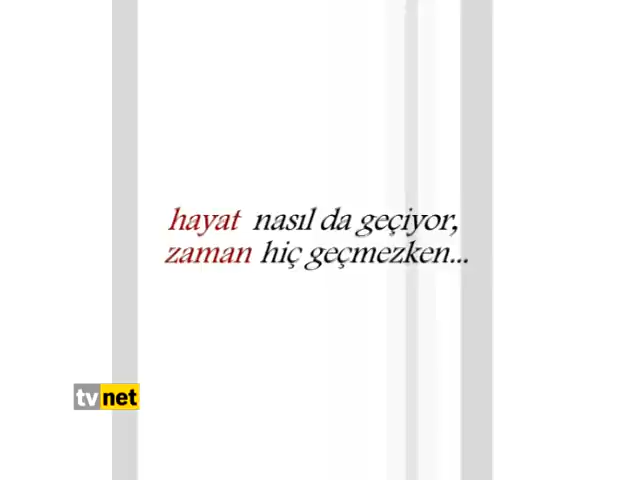 hayat nasıl da geçiyor,
zaman hiç geçmezken...
tvnet